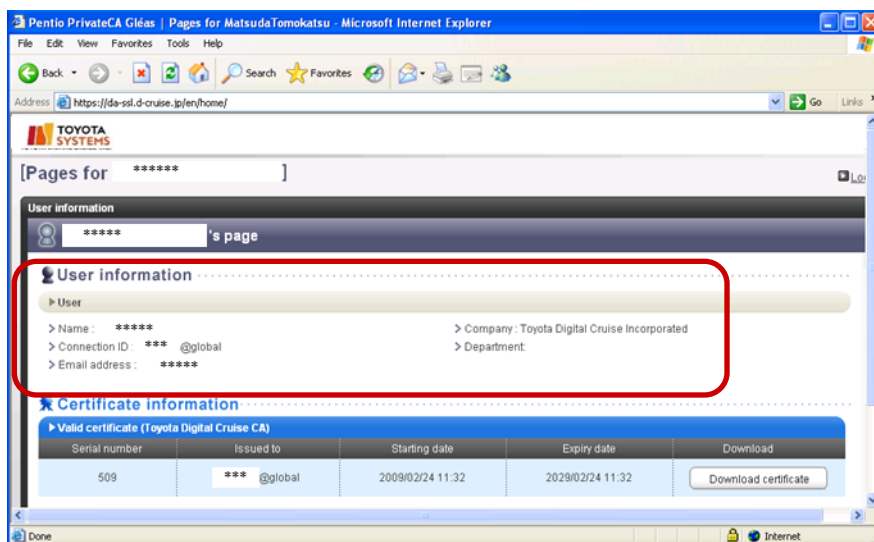 Pentio PrivateCA Gléas | Pages for MatsudaTomokatsu - Microsoft Internet Explorer
File Edit View Favorites Tools Help
Back Search Favorites
Address https://da-ssl.d-cruise.jp/en/home/ Go Links
TOYOTA
SYSTEMS
[Pages for ****** ]
User information
*****'s page
User information
User
Name : *****
Company : Toyota Digital Cruise Incorporated
Connection ID : *** @global
Department:
Email address : *****
Certificate information
Valid certificate (Toyota Digital Cruise CA)
Serial number Issued to Starting date Expiry date Download
509 *** @global 2009/02/24 11:32 2029/02/24 11:32 Download certificate
Done Internet